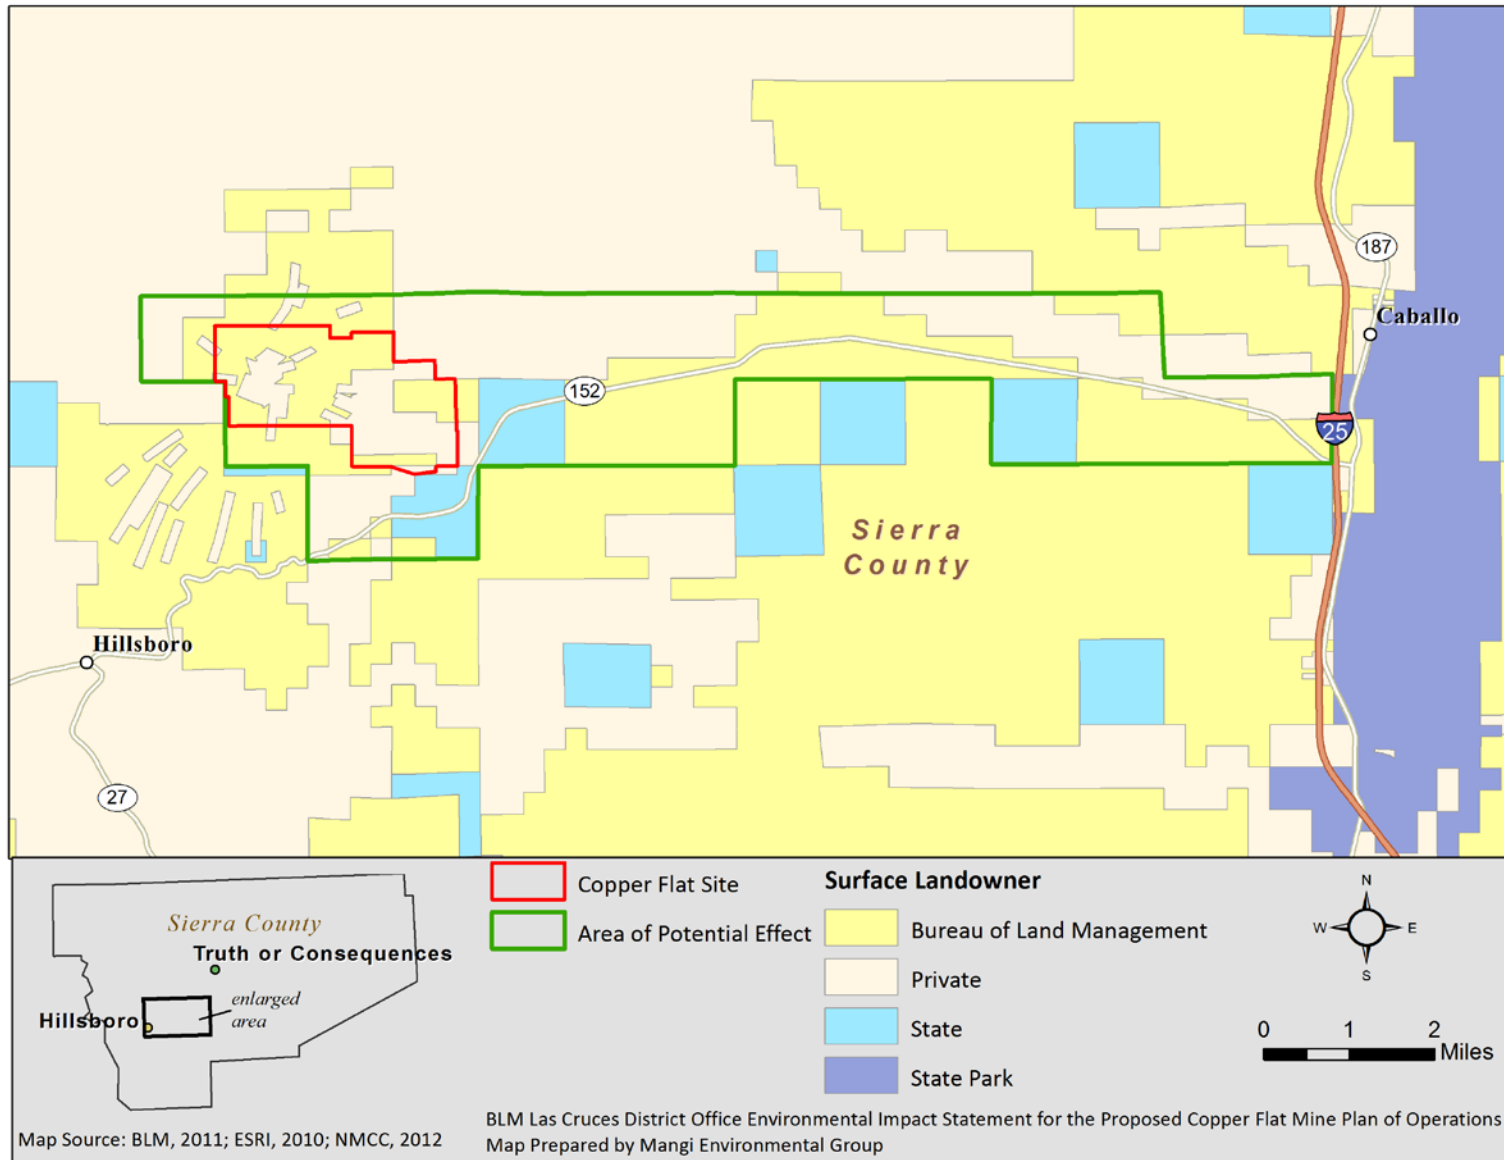 187
Caballo
152
25
Sierra
County
Hillsboro
27
Sierra County
Truth or Consequences
Hillsboro
enlarged
area
Map Source: BLM, 2011; ESRI, 2010; NMCC, 2012
Copper Flat Site
Area of Potential Effect
Surface Landowner
Bureau of Land Management
Private
State
State Park
N
W
E
S
0 1 2
Miles
BLM Las Cruces District Office Environmental Impact Statement for the Proposed Copper Flat Mine Plan of Operations
Map Prepared by Mangi Environmental Group